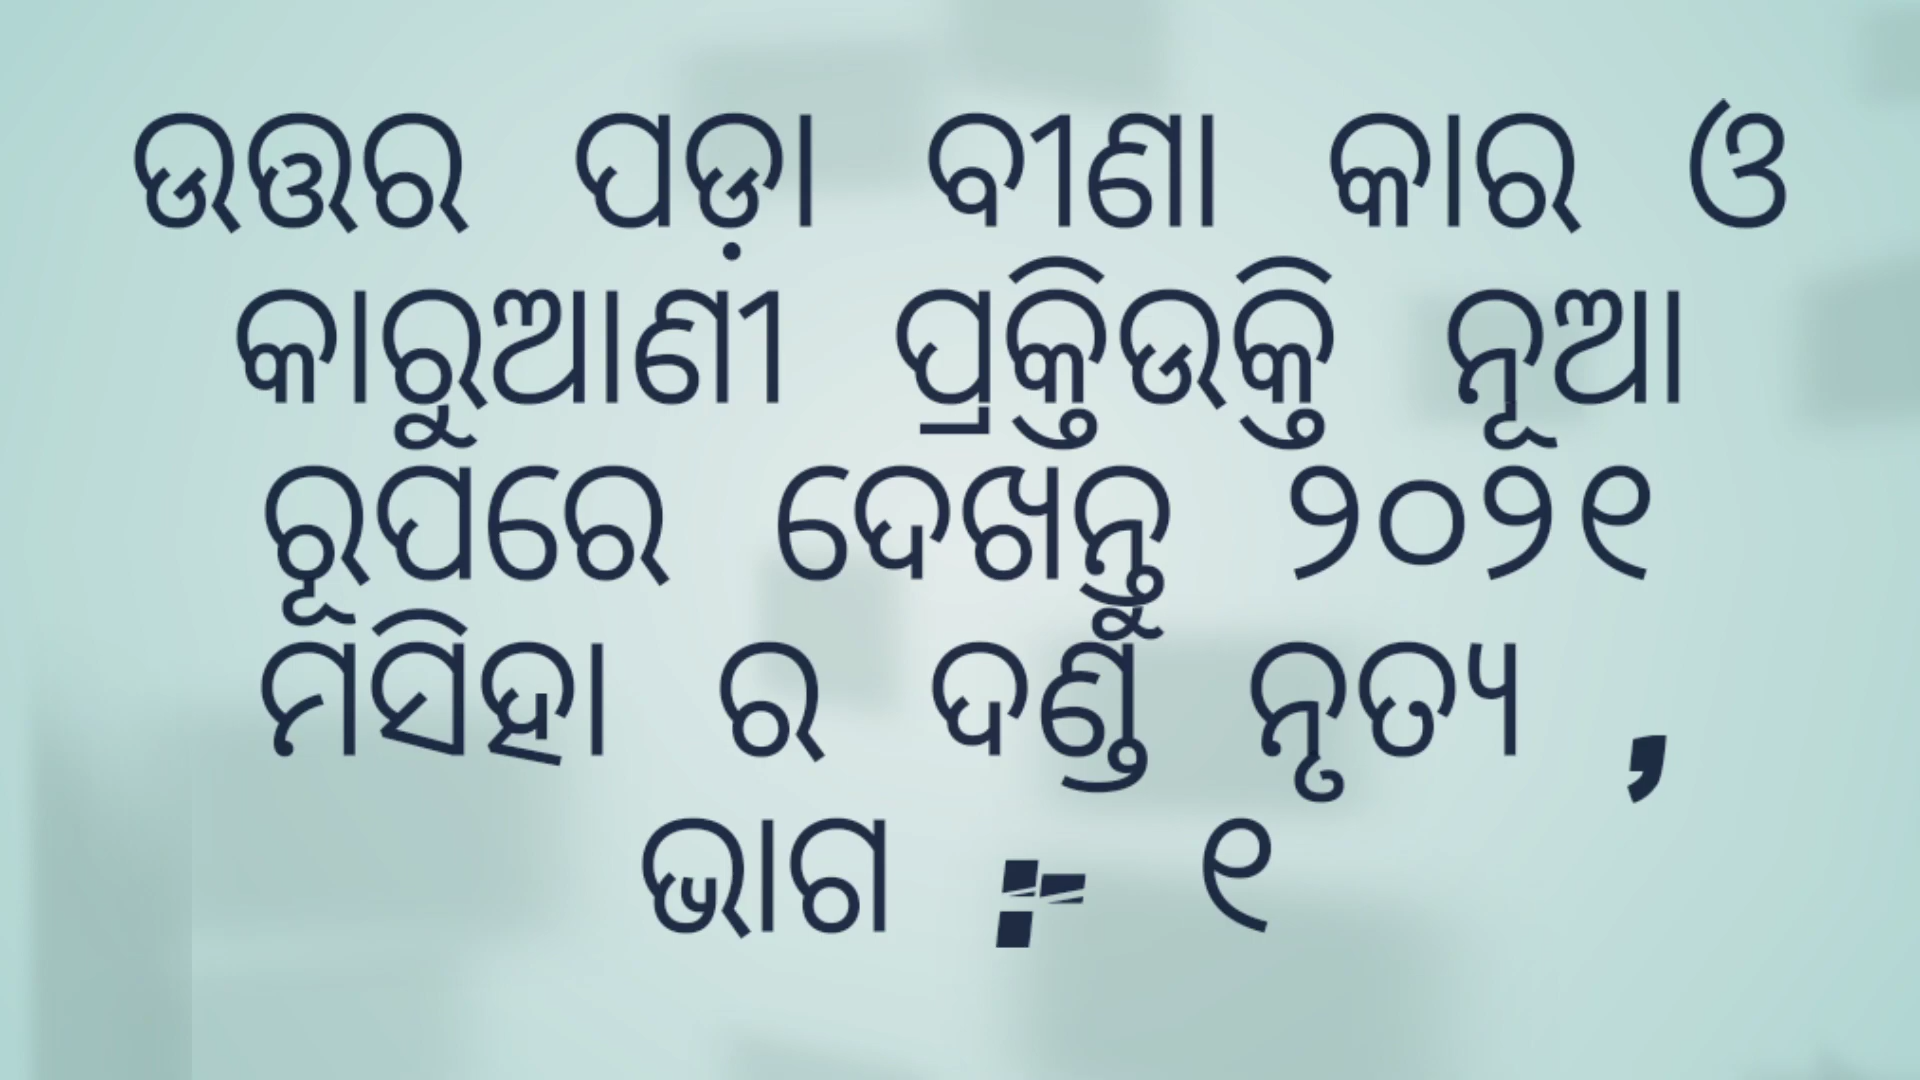 ଉତ୍ତର ପଡ଼ା ବୀଣା କାର ଓ
କାରୁଆଣୀ ପ୍ରକ୍ତିଉକ୍ତି ନୂଆ
ରୂପରେ ଦେଖନ୍ତୁ ୨୦୨୧
ମସିହା ର ଦଣ୍ଡ ନୃତ୍ୟ ,
ଭାଗ :- ୧